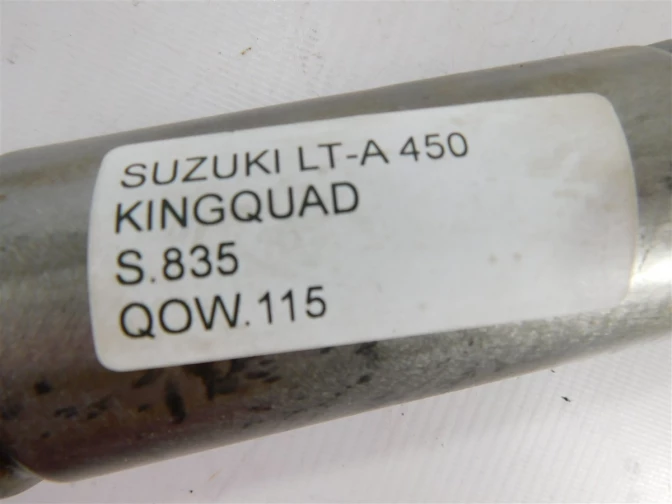 SUZUKI LT-A 450
KINGQUAD
S.835
QOW.115